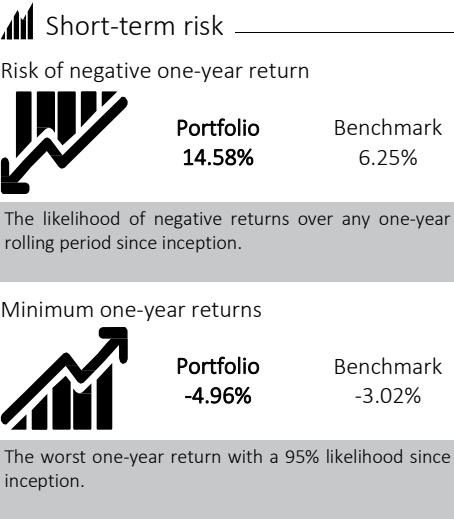 Short-term risk
Risk of negative one-year return
Portfolio Benchmark
14.58% 6.25%
The likelihood of negative returns over any one-year
rolling period since inception.
Minimum one-year returns
Portfolio Benchmark
-4.96% -3.02%
The worst one-year return with a 95% likelihood since
inception.